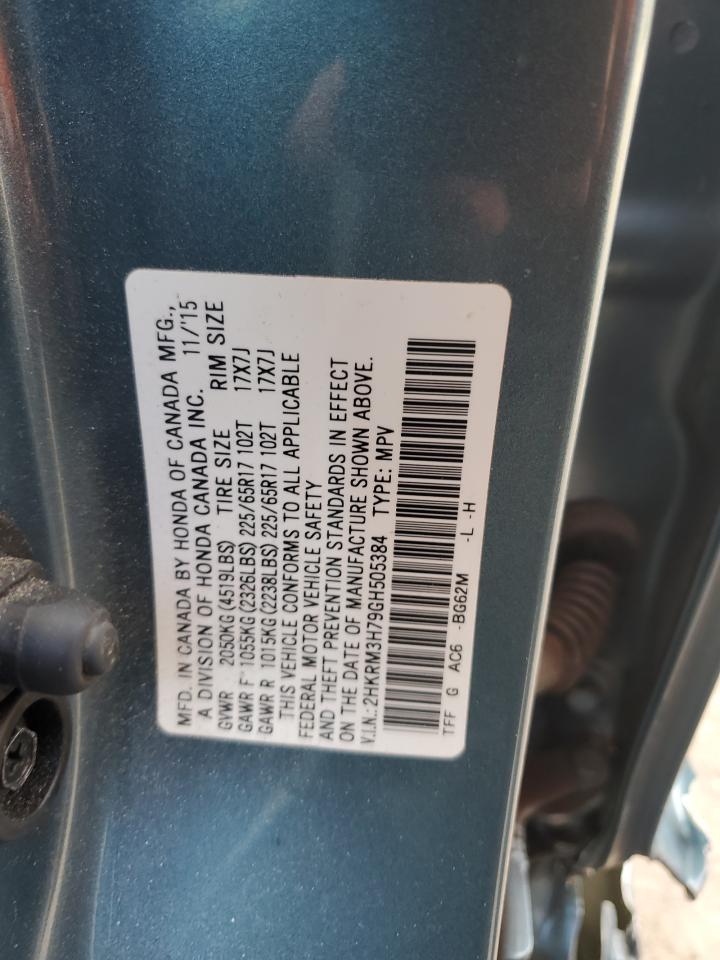 MFD. IN CANADA BY HONDA OF CANADA MFG.,
A DIVISION OF HONDA CANADA INC. 11/'15
GVWR 2050KG(4519LBS) TIRE SIZE RIM SIZE
GAWR F 1055KG(2326LBS) 225/65R17 102T 17X7J
GAWR R 1015KG(2238LBS) 225/65R17 102T 17X7J
THIS VEHICLE CONFORMS TO ALL APPLICABLE
FEDERAL MOTOR VEHICLE SAFETY
AND THEFT PREVENTION STANDARDS IN EFFECT
ON THE DATE OF MANUFACTURE SHOWN ABOVE.
V.I.N.: 2HKRM3H79GH505384 TYPE: MPV
TFF G AC6 -BG62M -L -H